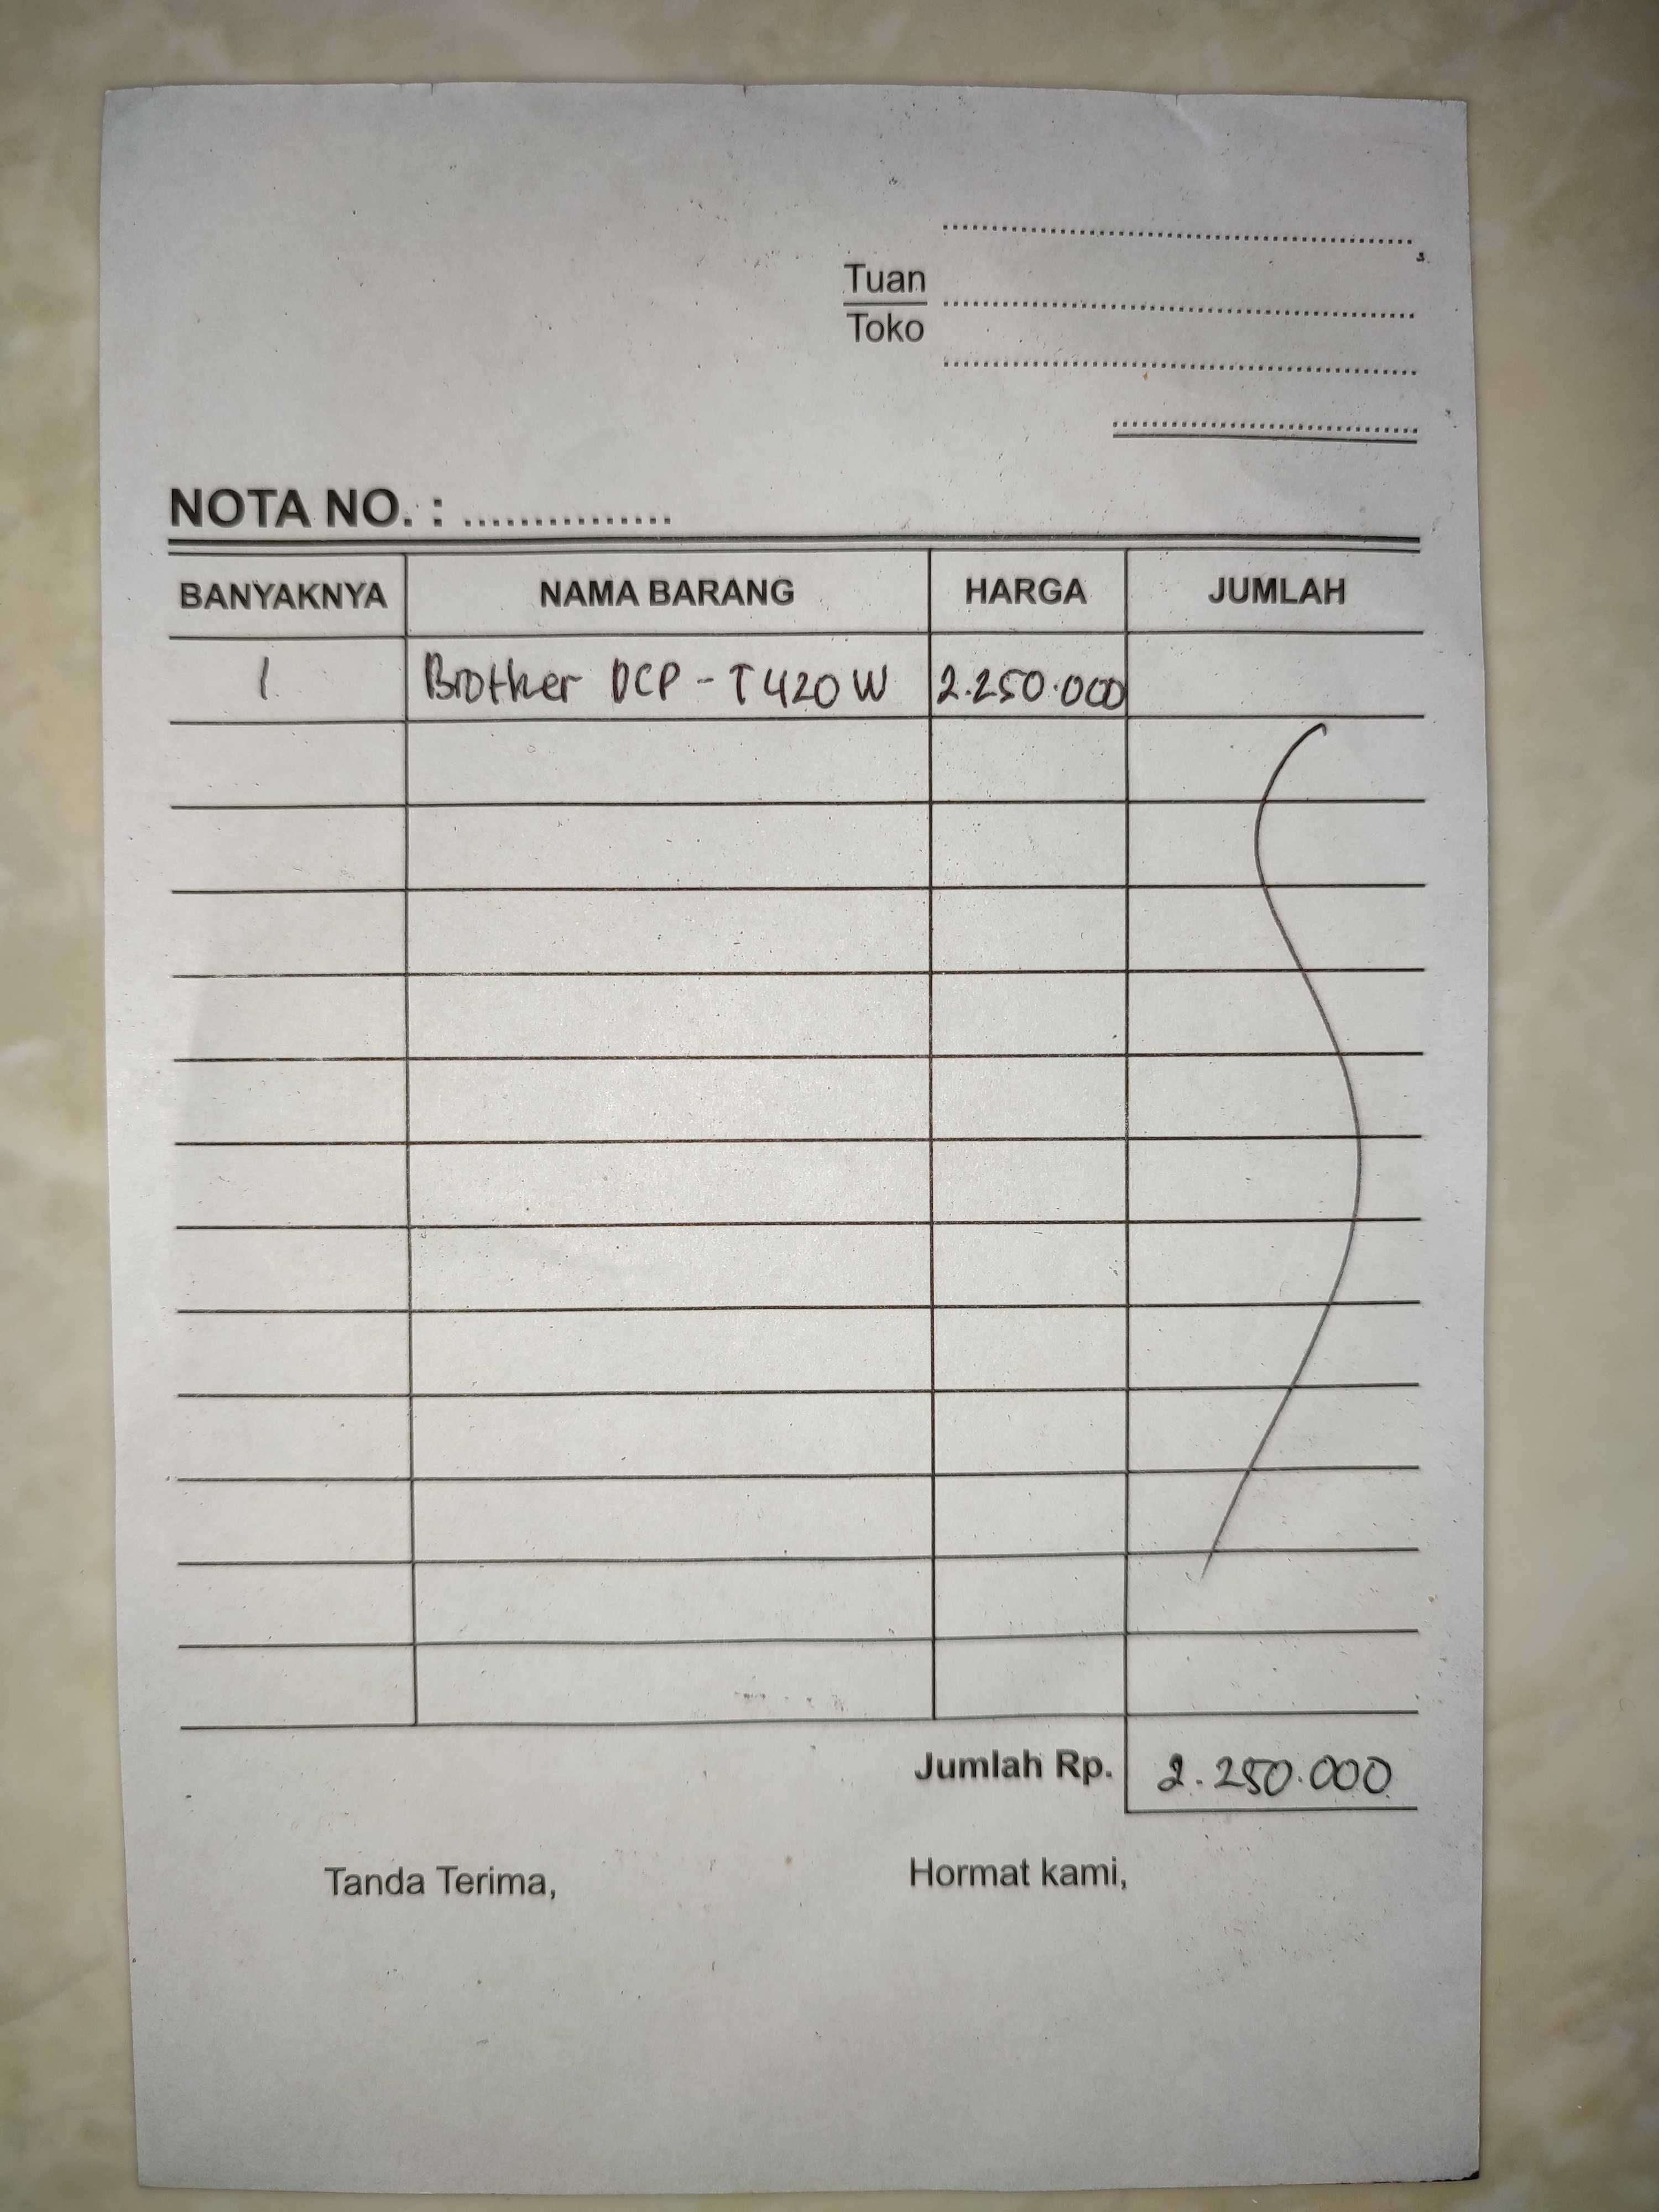 Tuan
Toko
NOTA NO. : ...............
BANYAKNYA NAMA BARANG HARGA JUMLAH
1 Brother DCP - T420W 2.250.000
Jumlah Rp. 2.250.000
Tanda Terima, Hormat kami,